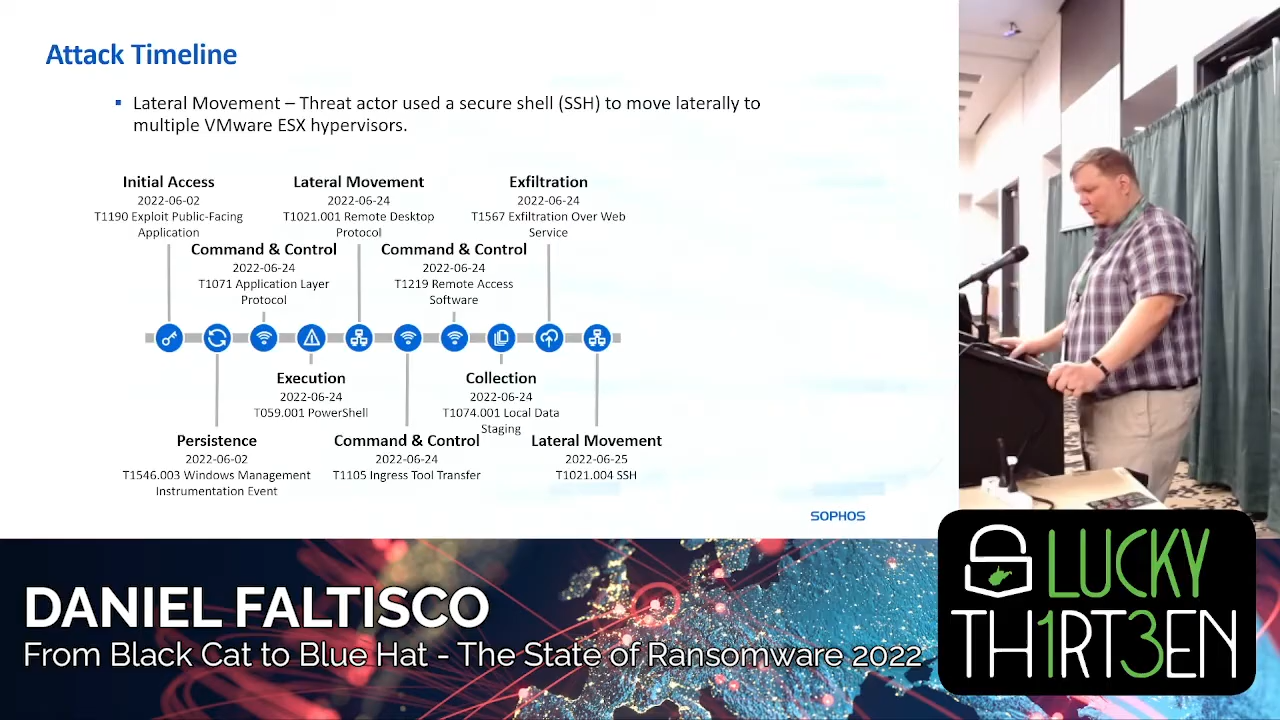 Attack Timeline
▪ Lateral Movement – Threat actor used a secure shell (SSH) to move laterally to
multiple VMware ESX hypervisors.
Initial Access
2022-06-02
T1190 Exploit Public-Facing
Application
Lateral Movement
2022-06-24
T1021.001 Remote Desktop
Protocol
Exfiltration
2022-06-24
T1567 Exfiltration Over Web
Service
Command & Control
2022-06-24
T1071 Application Layer
Protocol
Command & Control
2022-06-24
T1219 Remote Access
Software
Execution
2022-06-24
T059.001 PowerShell
Collection
2022-06-24
T1074.001 Local Data
Staging
Persistence
2022-06-02
T1546.003 Windows Management
Instrumentation Event
Command & Control
2022-06-24
T1105 Ingress Tool Transfer
Lateral Movement
2022-06-25
T1021.004 SSH
SOPHOS
DANIEL FALTISCO
From Black Cat to Blue Hat - The State of Ransomware 2022
LUCKY
TH1RT3EN